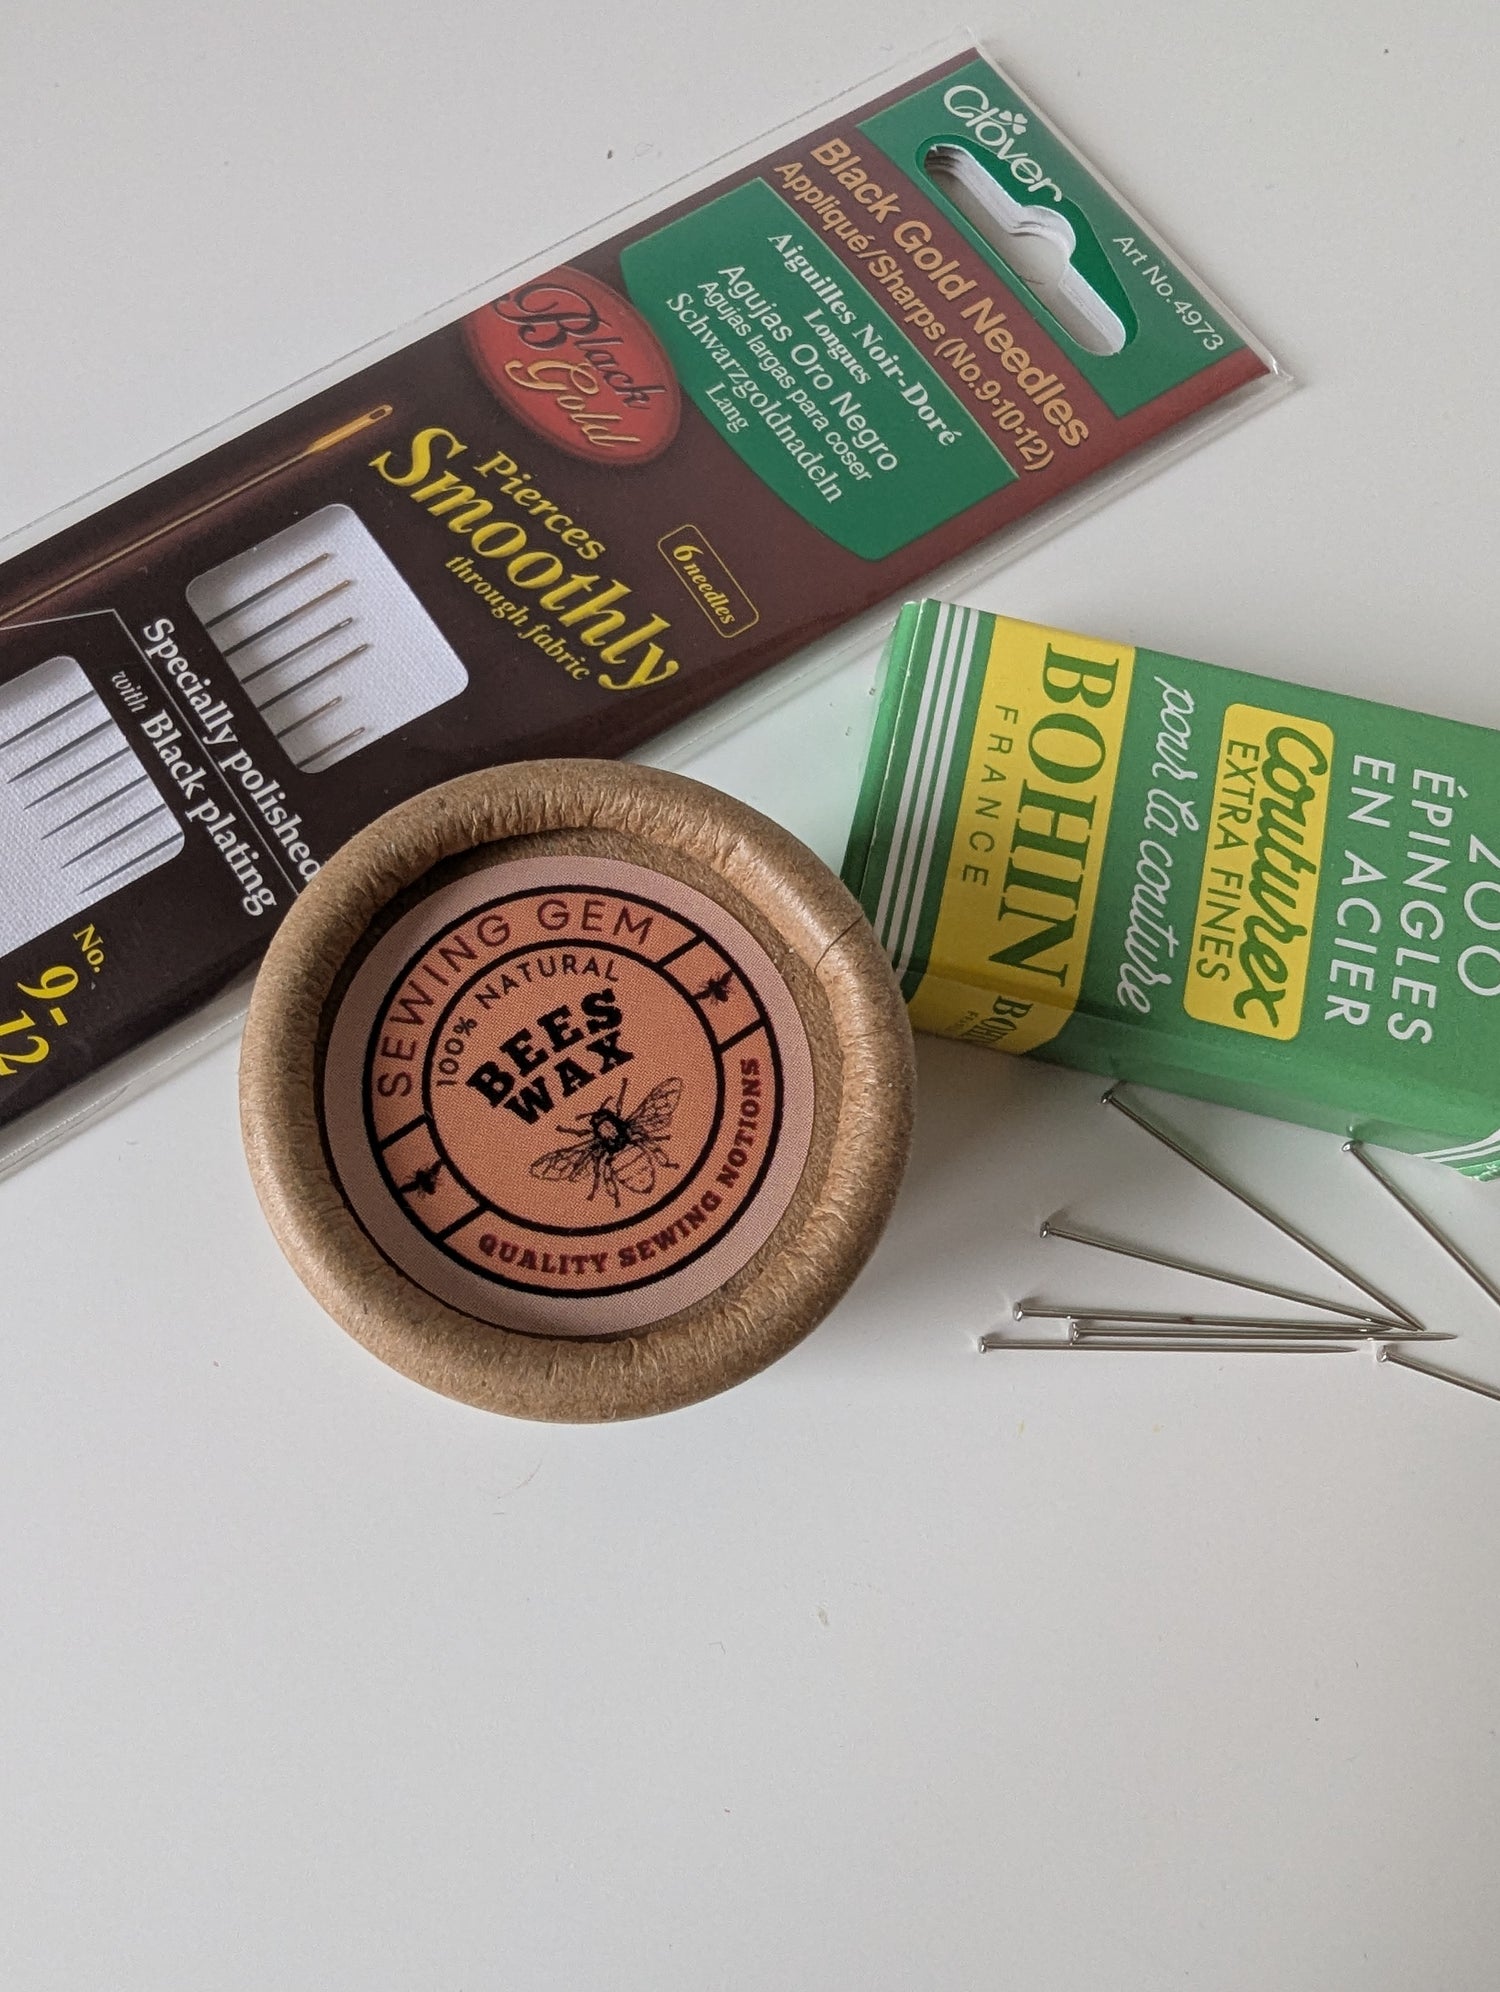 Clover
Art No.4973
Black Gold Needles
Appliqué/Sharps (No.9-10-12)
Aiguilles Noir-Doré
Longues
Agujas Oro Negro
Agujas largas para coser
Schwarzgoldnadeln
Lang
Black
Gold
6 needles
Pierces
Smoothly
through fabric
Specially polished
with Black plating
No.
9-
12
200
ÉPINGLES
EN ACIER
Couturex
EXTRA FINES
pour la couture
BOHIN
FRANCE
BOHIN
SEWING GEM
100% NATURAL
BEES
WAX
QUALITY SEWING NOTIONS